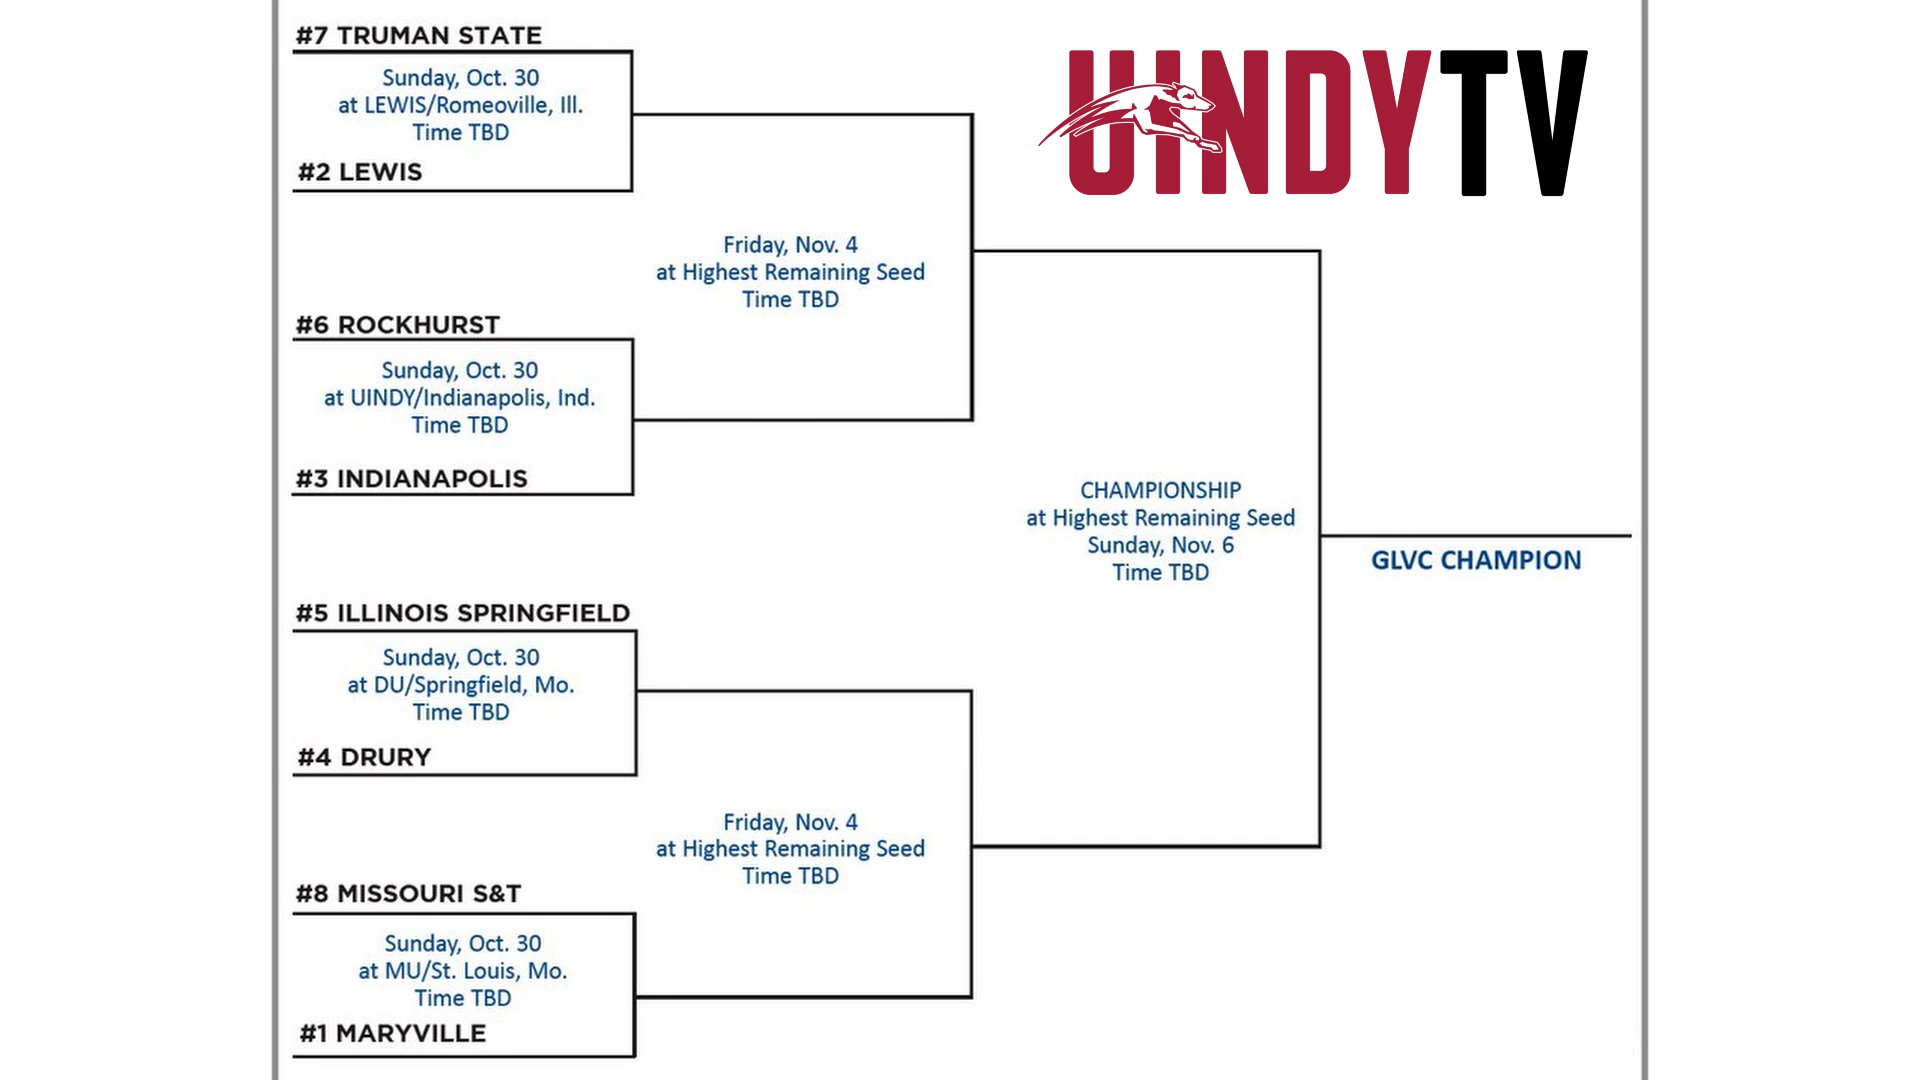 #7 TRUMAN STATE
Sunday, Oct. 30
at LEWIS/Romeoville, Ill.
Time TBD
#2 LEWIS
UINDYTV
Friday, Nov. 4
at Highest Remaining Seed
Time TBD
#6 ROCKHURST
Sunday, Oct. 30
at UINDY/Indianapolis, Ind.
Time TBD
#3 INDIANAPOLIS
CHAMPIONSHIP
at Highest Remaining Seed
Sunday, Nov. 6
Time TBD
GLVC CHAMPION
#5 ILLINOIS SPRINGFIELD
Sunday, Oct. 30
at DU/Springfield, Mo.
Time TBD
#4 DRURY
Friday, Nov. 4
at Highest Remaining Seed
Time TBD
#8 MISSOURI S&T
Sunday, Oct. 30
at MU/St. Louis, Mo.
Time TBD
#1 MARYVILLE